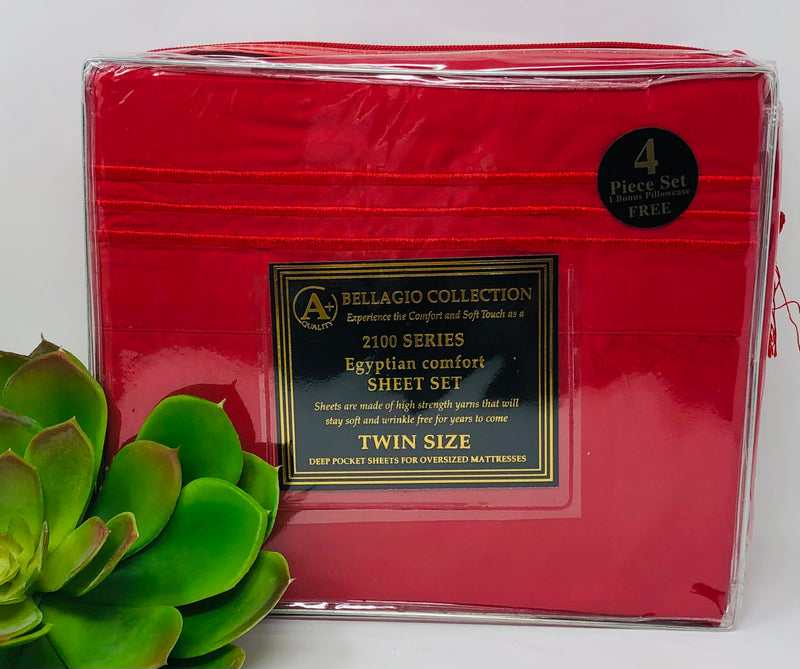 4
Piece Set
1 Bonus Pillowcase
FREE
A+
QUALITY
BELLAGIO COLLECTION
Experience the Comfort and Soft Touch as a
2100 SERIES
Egyptian comfort
SHEET SET
Sheets are made of high strength yarns that will
stay soft and wrinkle free for years to come
TWIN SIZE
DEEP POCKET SHEETS FOR OVERSIZED MATTRESSES